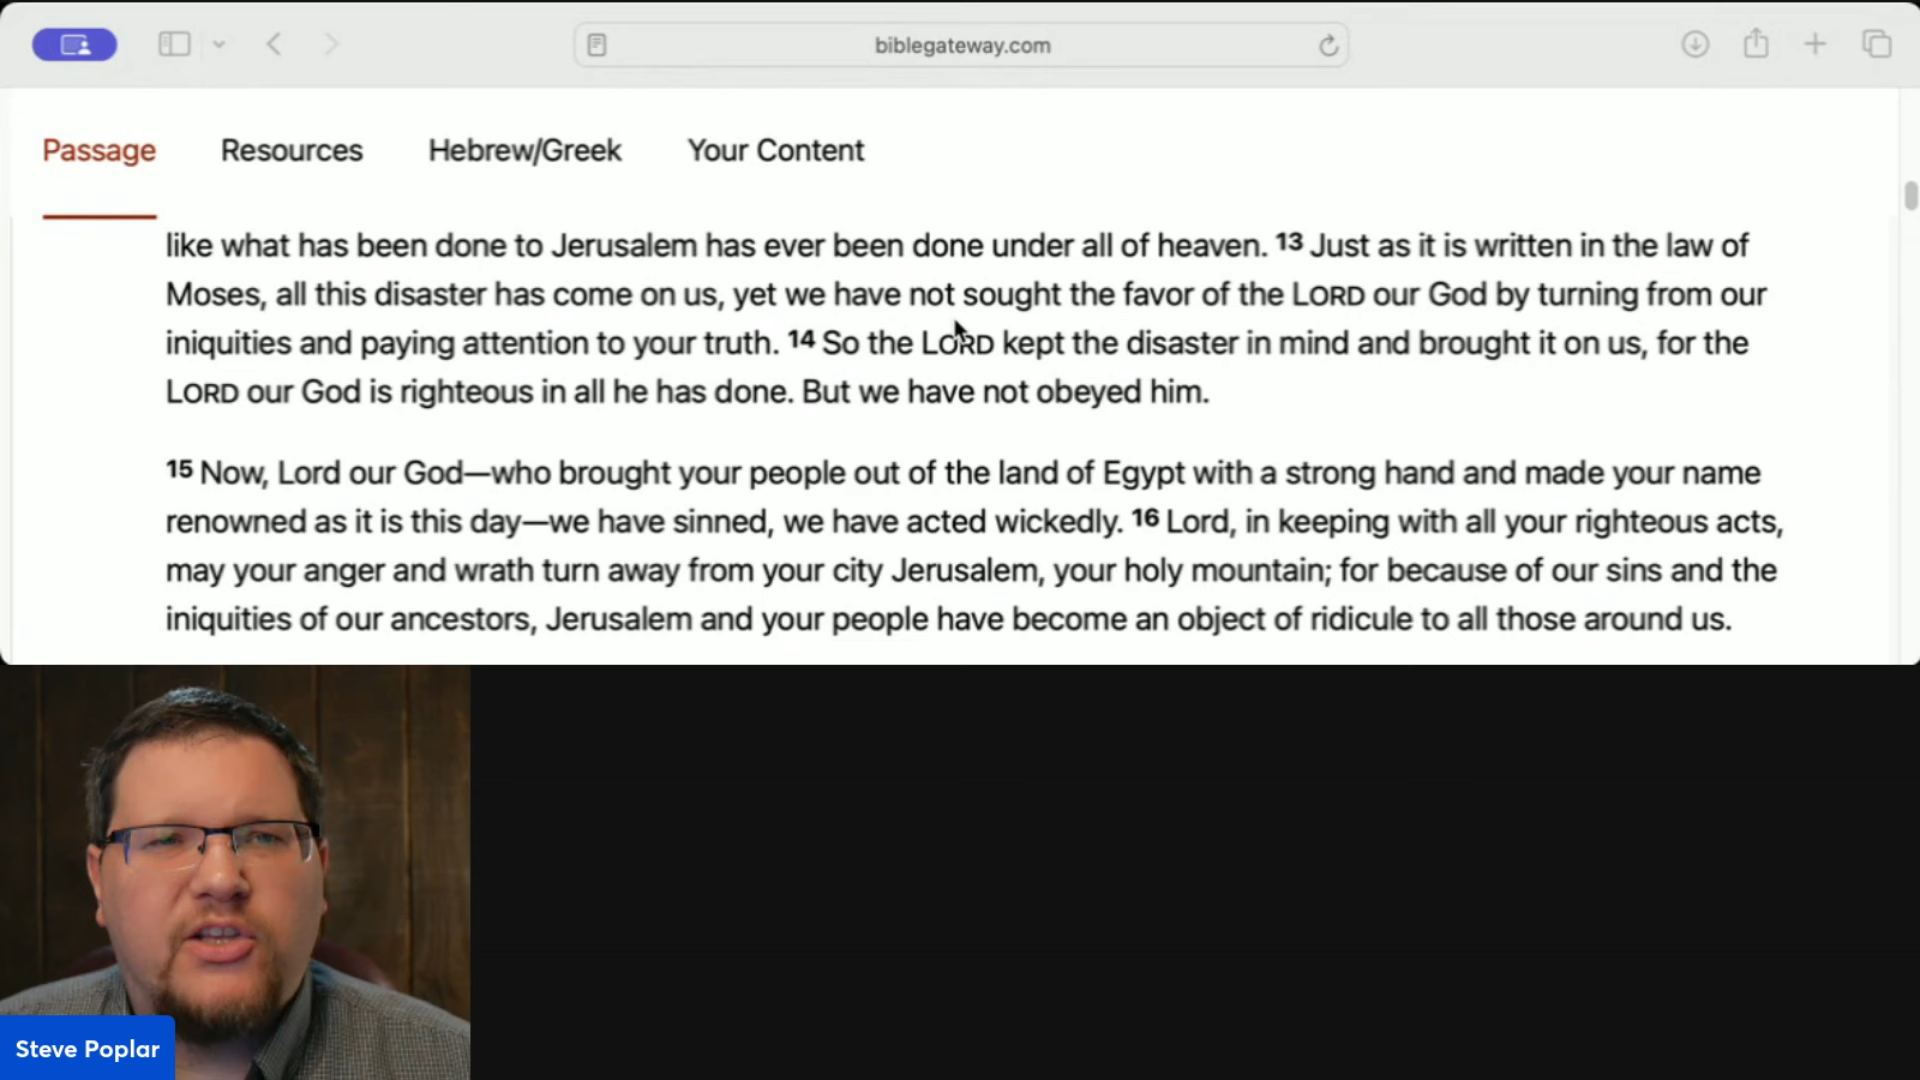 biblegateway.com
Passage
Resources
Hebrew/Greek
Your Content
like what has been done to Jerusalem has ever been done under all of heaven. 13 Just as it is written in the law of
Moses, all this disaster has come on us, yet we have not sought the favor of the LORD our God by turning from our
iniquities and paying attention to your truth. 14 So the LORD kept the disaster in mind and brought it on us, for the
LORD our God is righteous in all he has done. But we have not obeyed him.
15 Now, Lord our God—who brought your people out of the land of Egypt with a strong hand and made your name
renowned as it is this day—we have sinned, we have acted wickedly. 16 Lord, in keeping with all your righteous acts,
may your anger and wrath turn away from your city Jerusalem, your holy mountain; for because of our sins and the
iniquities of our ancestors, Jerusalem and your people have become an object of ridicule to all those around us.
Steve Poplar